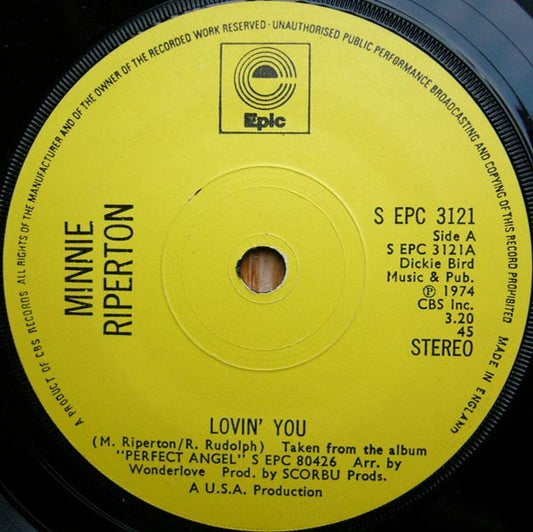 A PRODUCT OF CBS RECORDS ALL RIGHTS OF THE MANUFACTURER AND OF THE OWNER OF THE RECORDED WORK RESERVED · UNAUTHORISED PUBLIC PERFORMANCE BROADCASTING AND COPYING OF THIS RECORD PROHIBITED MADE IN ENGLAND
Epic
MINNIE
RIPERTON
S EPC 3121
Side A
S EPC 3121A
Dickie Bird
Music & Pub.
℗ 1974
CBS Inc.
3.20
45
STEREO
LOVIN' YOU
(M. Riperton/R. Rudolph) Taken from the album
"PERFECT ANGEL" S EPC 80426 Arr. by
Wonderlove Prod. by SCORBU Prods.
A U.S.A. Production